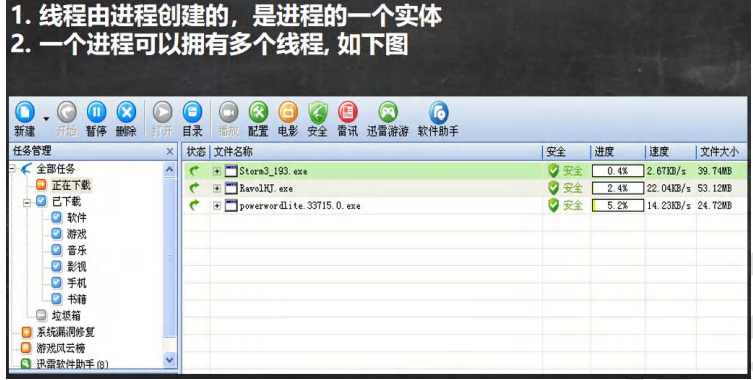 1. 线程由进程创建的，是进程的一个实体
2. 一个进程可以拥有多个线程, 如下图
新建 开始 暂停 删除 打开 目录 播放 配置 电影 安全 雷讯 迅雷游游 软件助手
任务管理 × 状态 文件名称 安全 进度 速度 文件大小
全部任务
正在下载
已下载
软件
游戏
音乐
影视
手机
书籍
垃圾箱
系统漏洞修复
游戏风云榜
迅雷软件助手(8)
Storm3_193.exe 安全 0.4% 2.67KB/s 39.74MB
RavolHJ.exe 安全 2.4% 22.04KB/s 53.12MB
powerwordlite.33715.0.exe 安全 5.2% 14.23KB/s 24.72MB